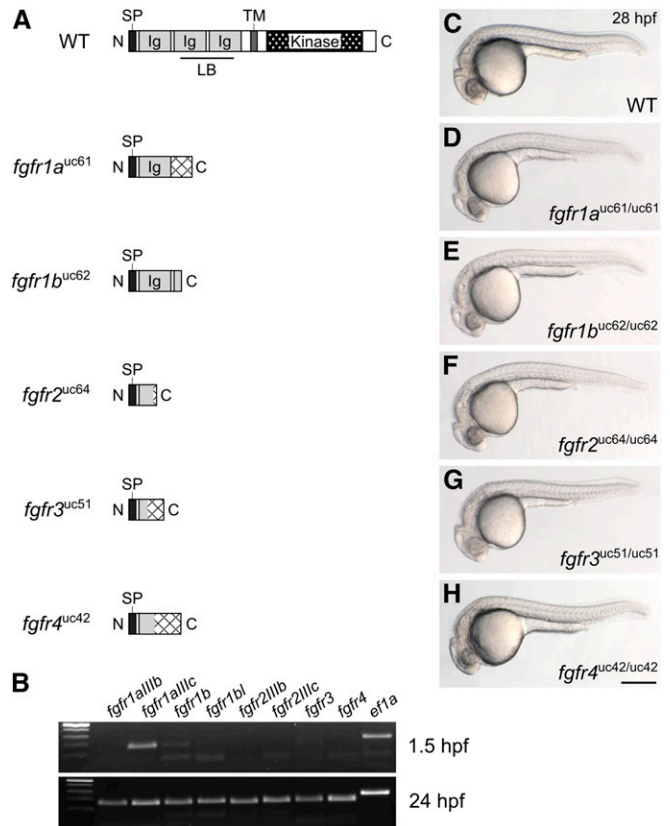 A
SP TM
WT N Ig Ig Ig Kinase C
LB
SP
fgfr1a^uc61 N Ig C
SP
fgfr1b^uc62 N Ig C
SP
fgfr2^uc64 N C
SP
fgfr3^uc51 N C
SP
fgfr4^uc42 N C
B
fgfr1aIIIb fgfr1aIIIc fgfr1b fgfr1bl fgfr2IIIb fgfr2IIIc fgfr3 fgfr4 ef1a
1.5 hpf
24 hpf
C 28 hpf
WT
D
fgfr1a^uc61/uc61
E
fgfr1b^uc62/uc62
F
fgfr2^uc64/uc64
G
fgfr3^uc51/uc51
H
fgfr4^uc42/uc42